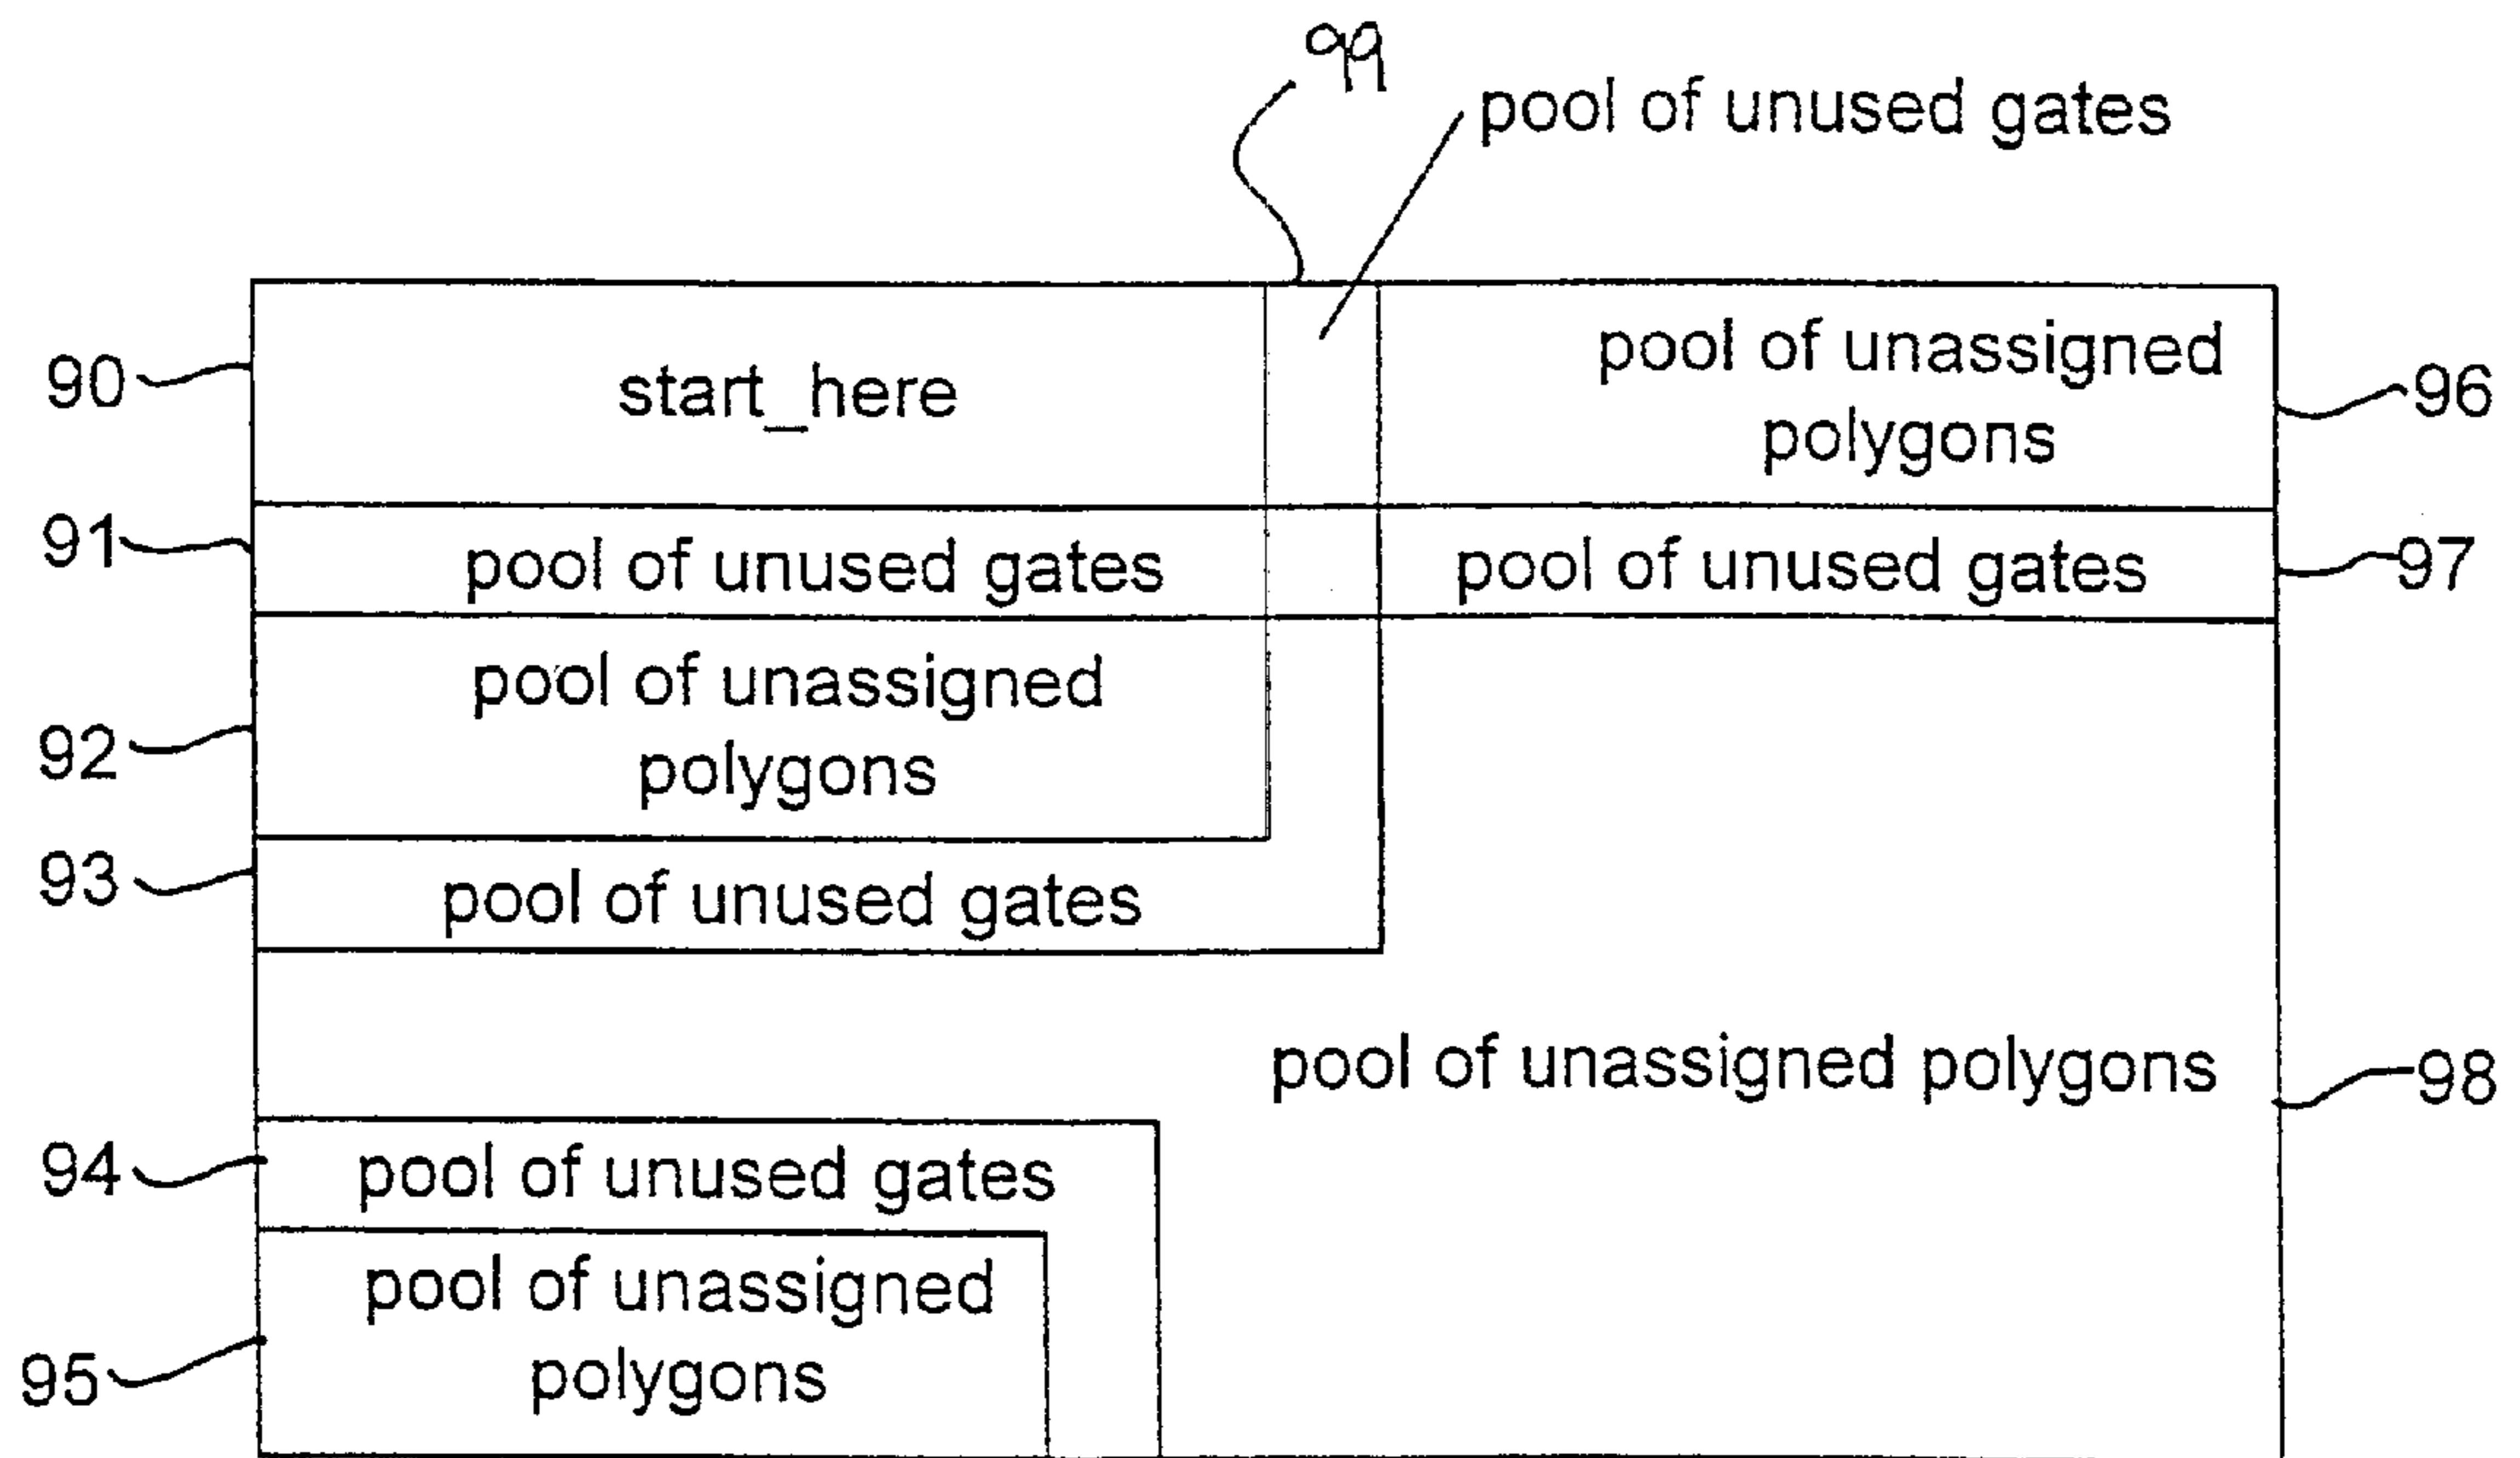 99
pool of unused gates
90
start_here
pool of unassigned
polygons
96
91
pool of unused gates
pool of unused gates
97
92
pool of unassigned
polygons
93
pool of unused gates
pool of unassigned polygons
98
94
pool of unused gates
95
pool of unassigned
polygons